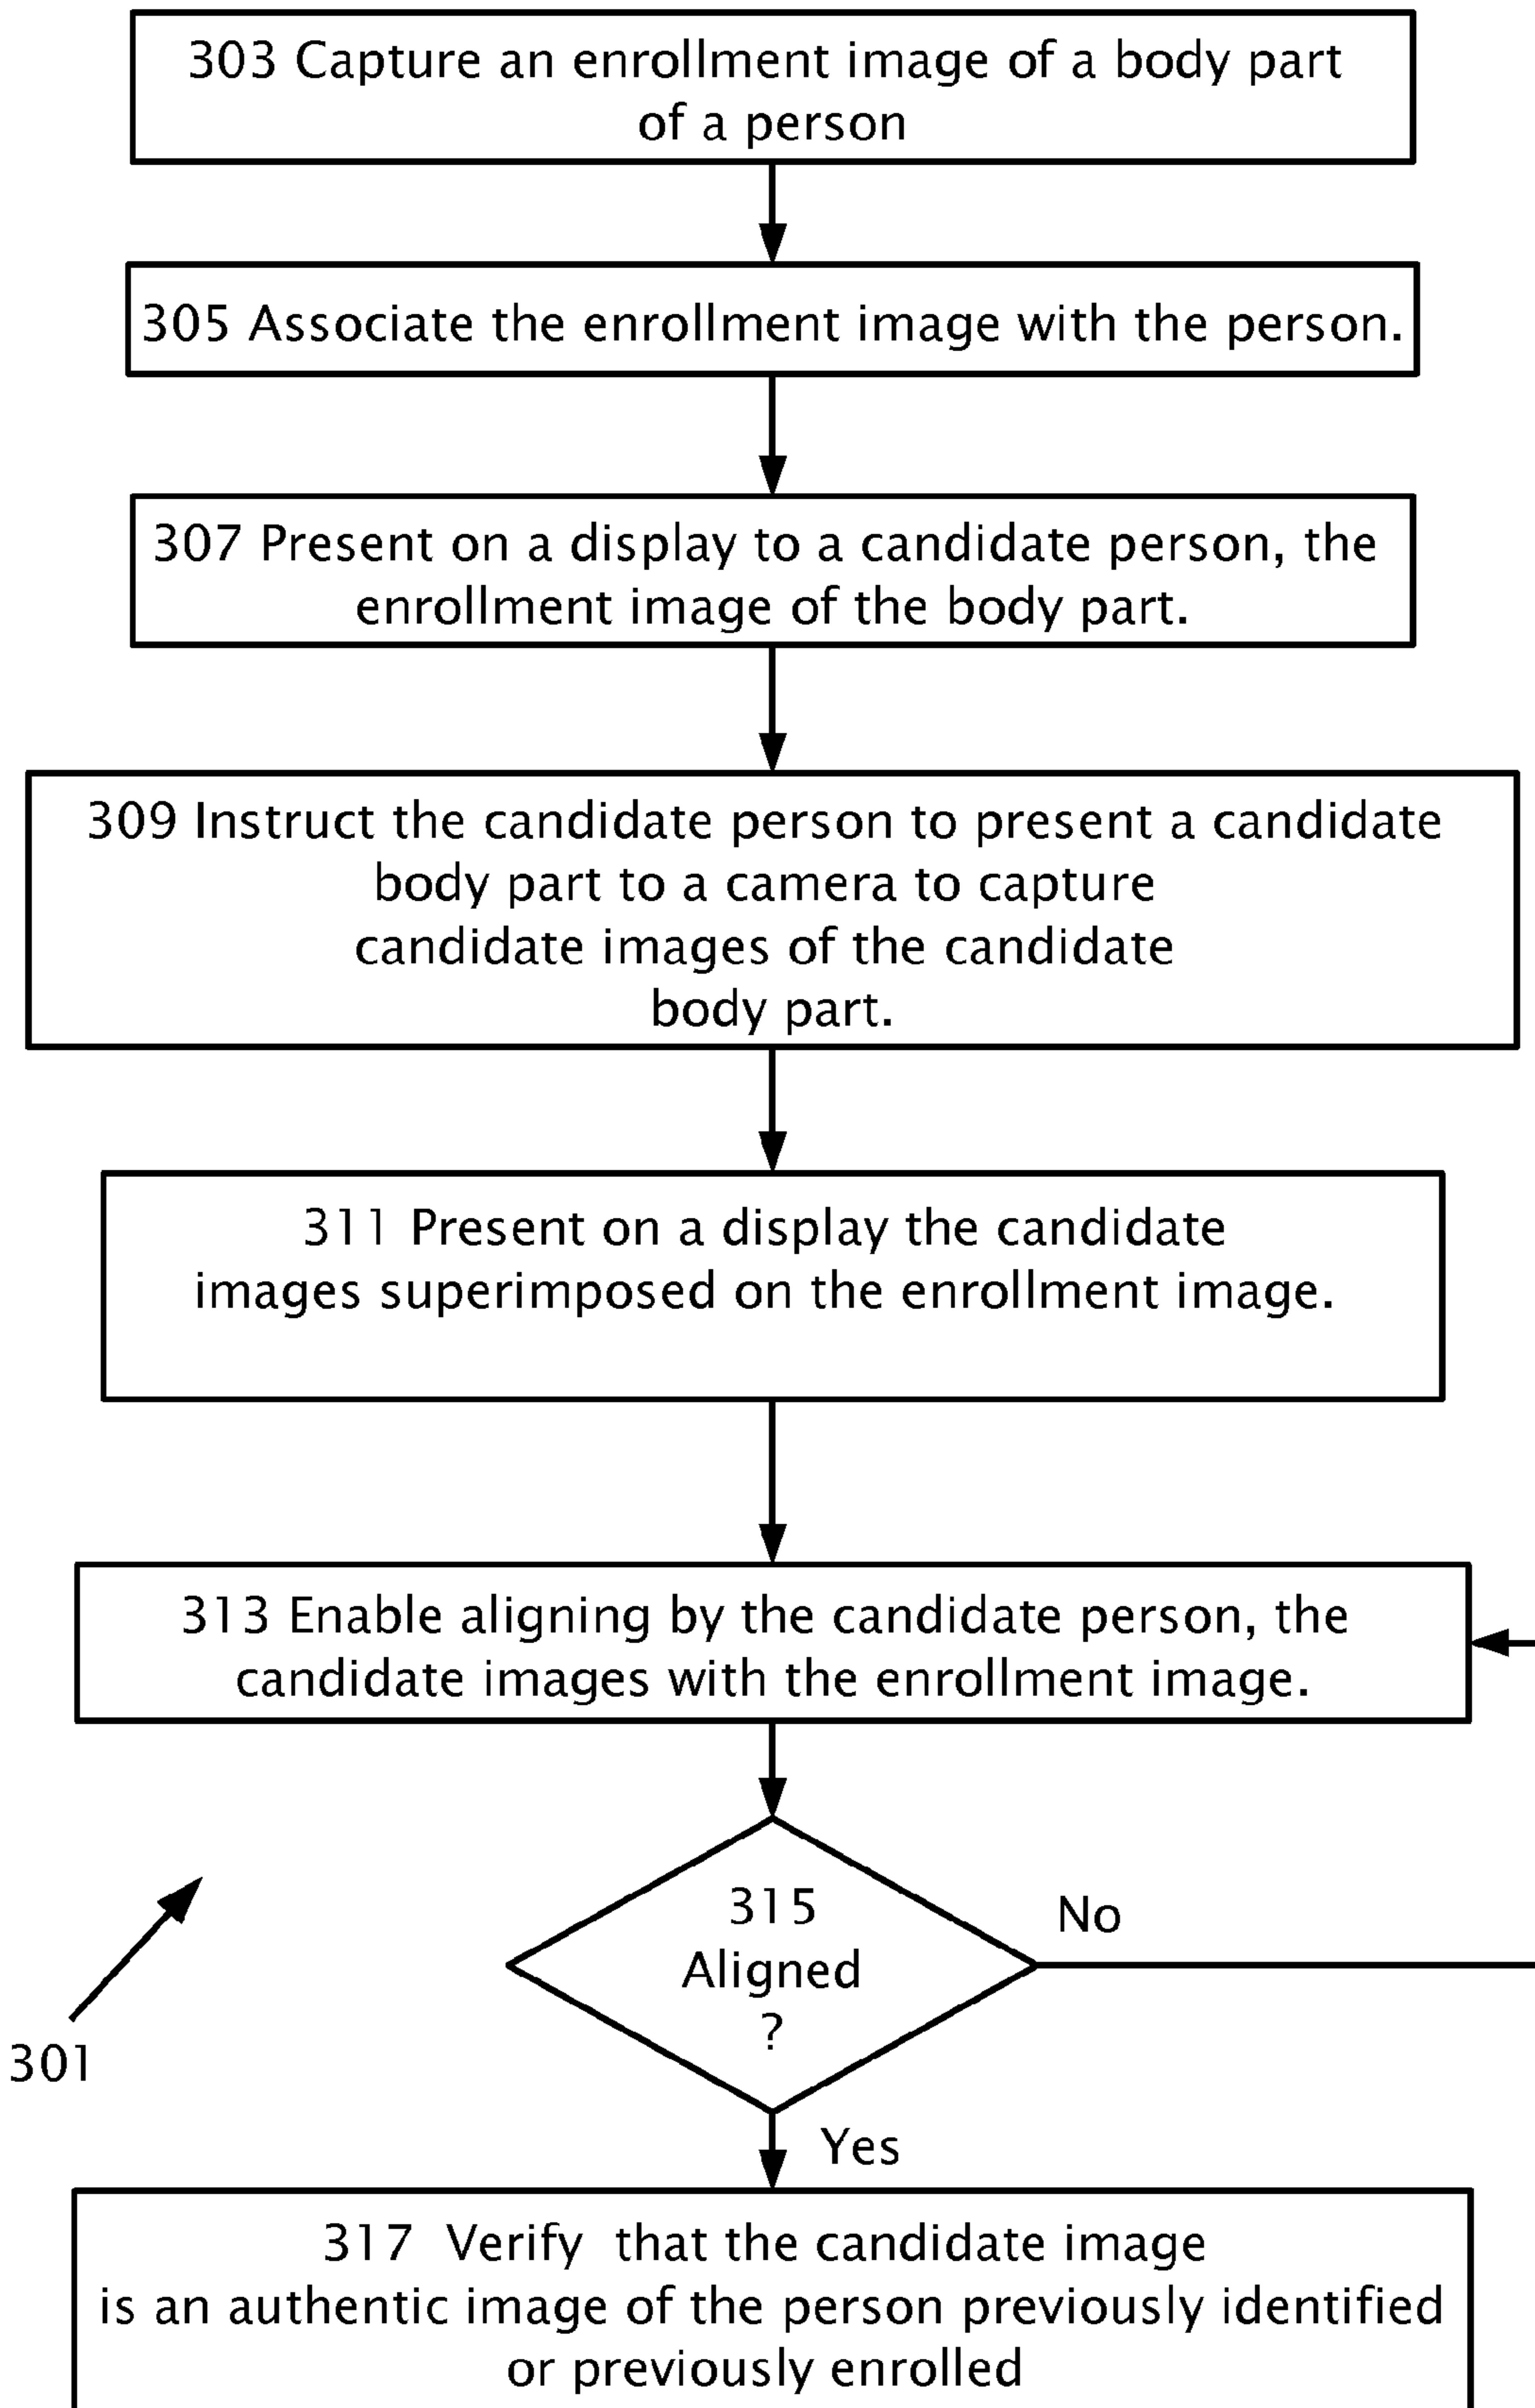 303 Capture an enrollment image of a body part
of a person
305 Associate the enrollment image with the person.
307 Present on a display to a candidate person, the
enrollment image of the body part.
309 Instruct the candidate person to present a candidate
body part to a camera to capture
candidate images of the candidate
body part.
311 Present on a display the candidate
images superimposed on the enrollment image.
313 Enable aligning by the candidate person, the
candidate images with the enrollment image.
315
Aligned
?
No
301
Yes
317 Verify that the candidate image
is an authentic image of the person previously identified
or previously enrolled